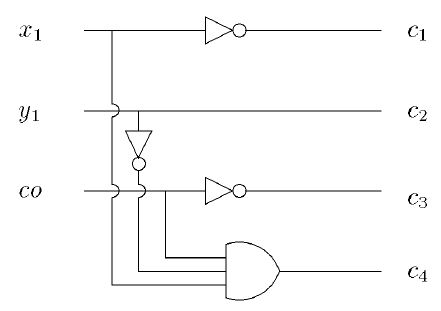 x₁ c₁
y₁ c₂
co c₃
c₄